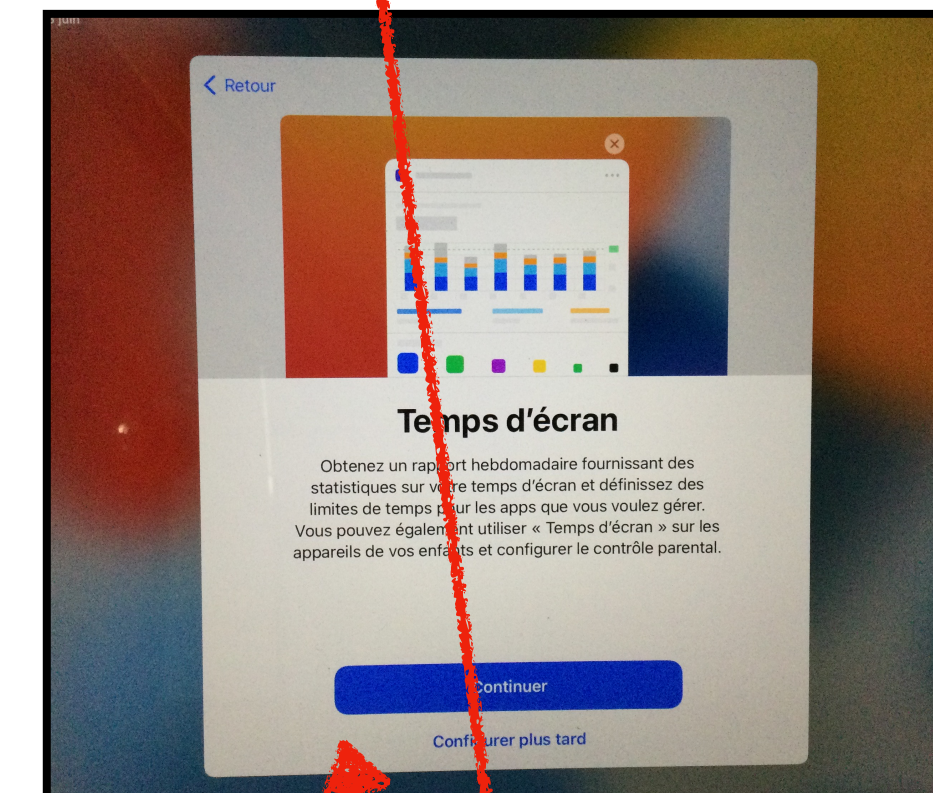 juin
Retour
Temps d'écran
Obtenez un rapport hebdomadaire fournissant des
statistiques sur votre temps d'écran et définissez des
limites de temps pour les apps que vous voulez gérer.
Vous pouvez également utiliser « Temps d'écran » sur les
appareils de vos enfants et configurer le contrôle parental.
Continuer
Configurer plus tard